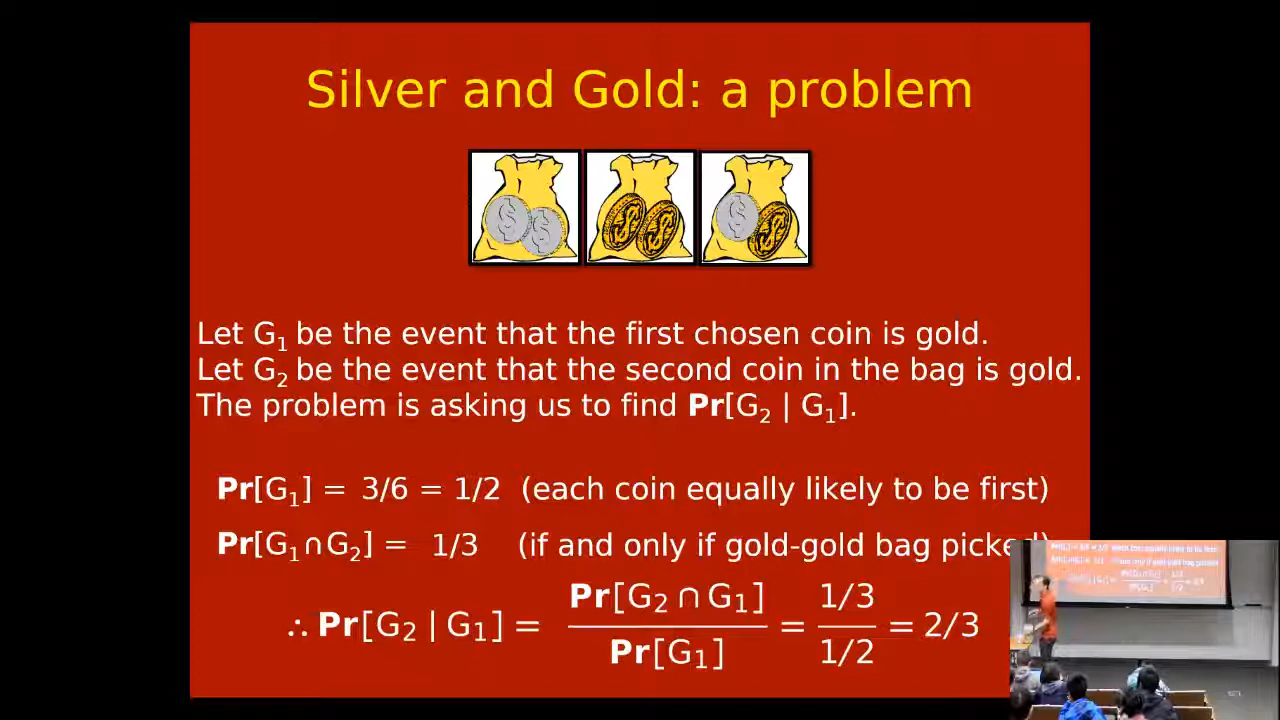 Silver and Gold: a problem
Let G₁ be the event that the first chosen coin is gold.
Let G₂ be the event that the second coin in the bag is gold.
The problem is asking us to find Pr[G₂ | G₁].
Pr[G₁] = 3/6 = 1/2 (each coin equally likely to be first)
Pr[G₁∩G₂] = 1/3 (if and only if gold-gold bag picked)
∴ Pr[G₂ | G₁] = Pr[G₂ ∩ G₁] / Pr[G₁] = 1/3 / 1/2 = 2/3